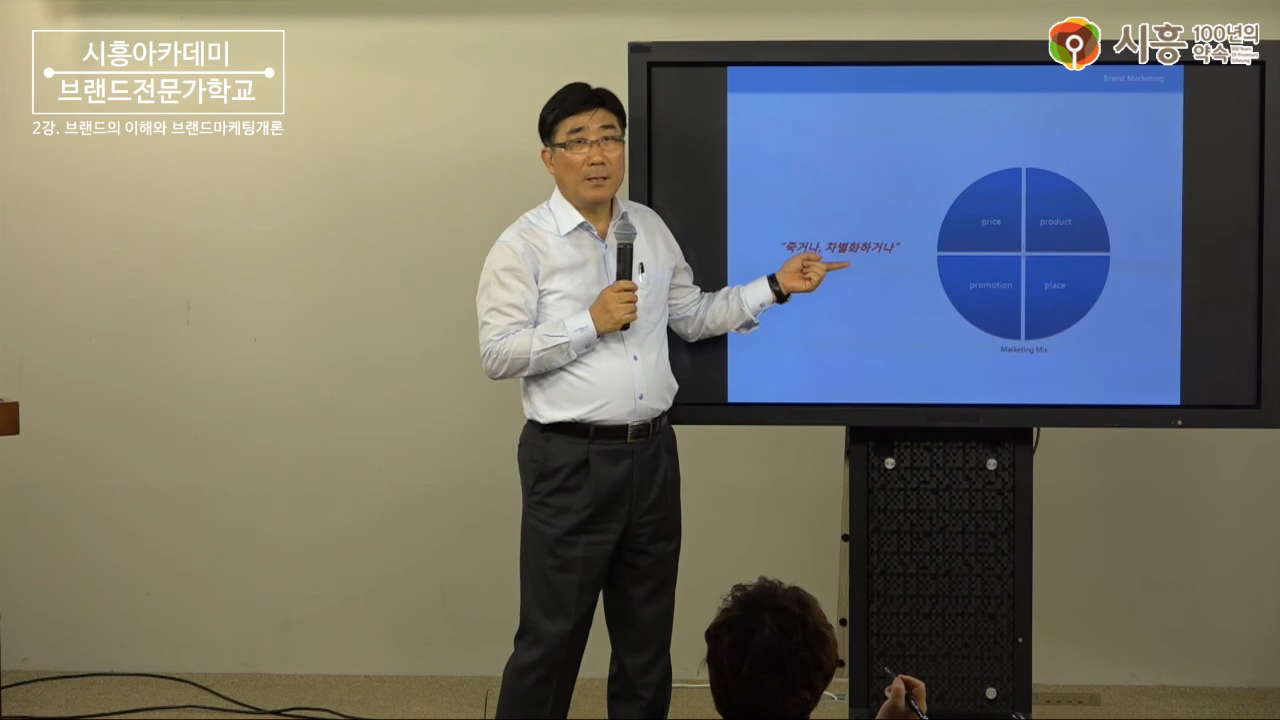 시흥아카데미
브랜드전문가학교
2강. 브랜드의 이해와 브랜드마케팅개론
시흥 100년의
약속
Brand Marketing
price
product
"죽거나, 차별화하거나"
promotion
place
Marketing Mix